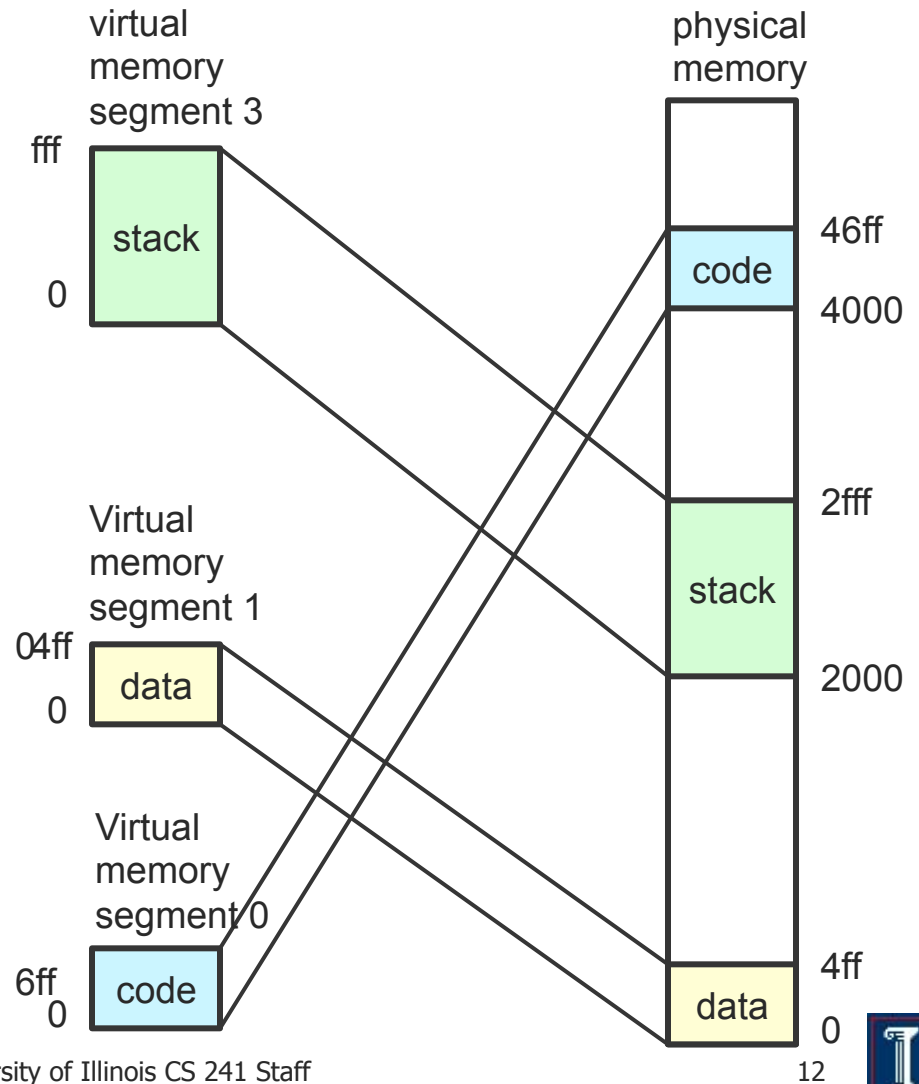 virtual
memory
segment 3
physical
memory
fff
stack
0
46ff
code
4000
2fff
stack
2000
Virtual
memory
segment 1
04ff
data
0
Virtual
memory
segment 0
6ff
code
0
4ff
data
0
rsity of Illinois CS 241 Staff
12